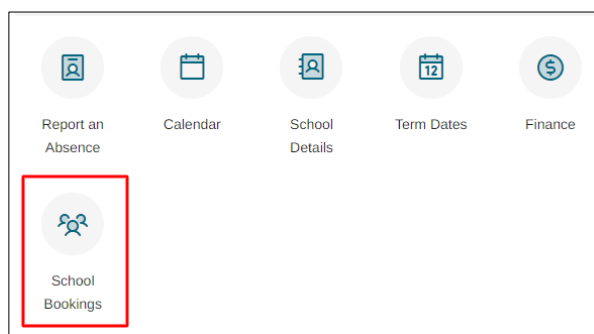 Report an
Absence
Calendar
School
Details
12
Term Dates
$
Finance
School
Bookings